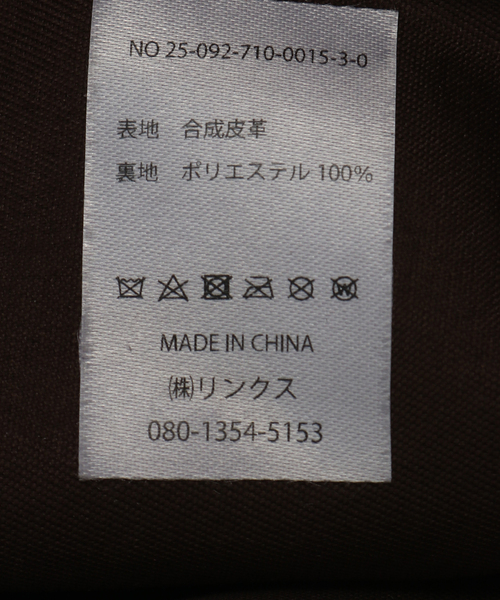 NO 25-092-710-0015-3-0
表地 合成皮革
裏地 ポリエステル 100%
MADE IN CHINA
㈱リンクス
080-1354-5153